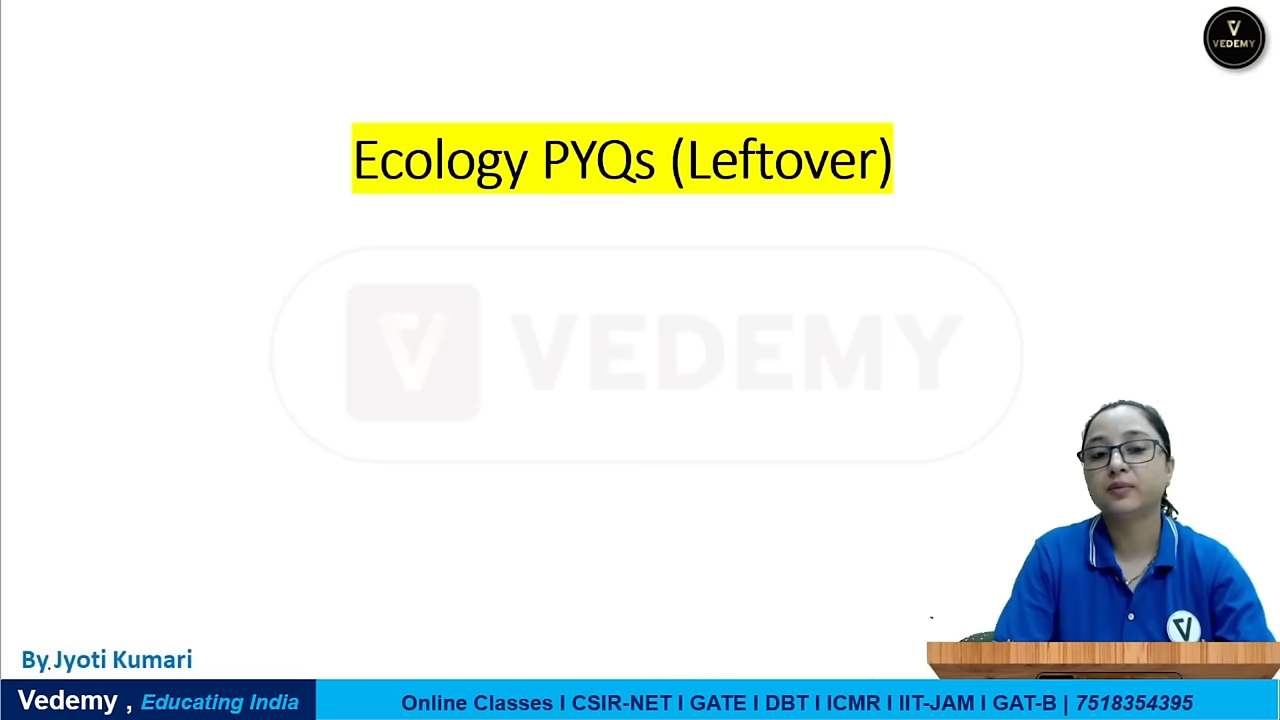 VEDEMY
Ecology PYQs (Leftover)
VEDEMY
By Jyoti Kumari
Vedemy , Educating India
Online Classes I CSIR-NET I GATE I DBT I ICMR I IIT-JAM I GAT-B | 7518354395